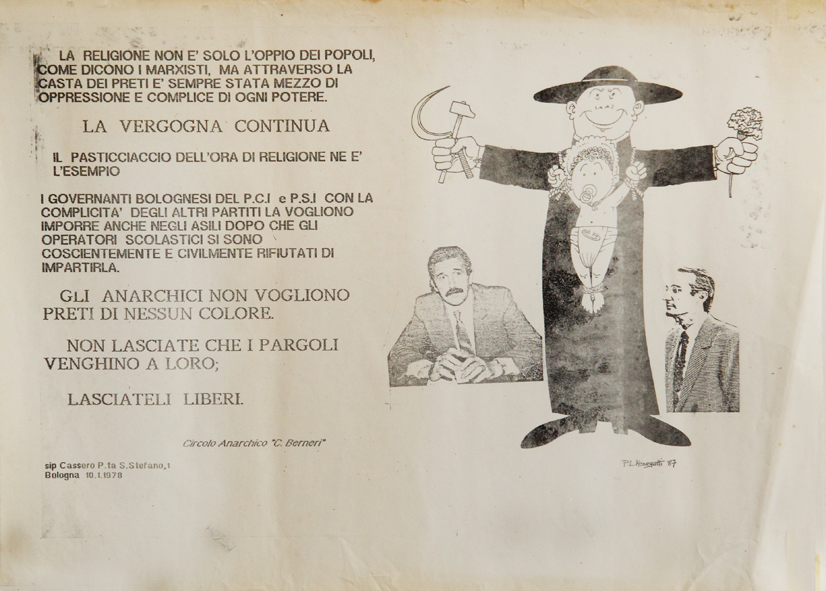 LA RELIGIONE NON E' SOLO L'OPPIO DEI POPOLI,
COME DICONO I MARXISTI, MA ATTRAVERSO LA
CASTA DEI PRETI E' SEMPRE STATA MEZZO DI
OPPRESSIONE E COMPLICE DI OGNI POTERE.
LA VERGOGNA CONTINUA
IL PASTICCIACCIO DELL'ORA DI RELIGIONE NE E'
L'ESEMPIO
I GOVERNANTI BOLOGNESI DEL P.C.I e P.S.I CON LA
COMPLICITA' DEGLI ALTRI PARTITI LA VOGLIONO
IMPORRE ANCHE NEGLI ASILI DOPO CHE GLI
OPERATORI SCOLASTICI SI SONO
COSCIENTEMENTE E CIVILMENTE RIFIUTATI DI
IMPARTIRLA.
GLI ANARCHICI NON VOGLIONO
PRETI DI NESSUN COLORE.
NON LASCIATE CHE I PARGOLI
VENGHINO A LORO;
LASCIATELI LIBERI.
Circolo Anarchico "C. Berneri"
sip Cassero P.ta S.Stefano,1
Bologna 10.1.1978
P.L. '87